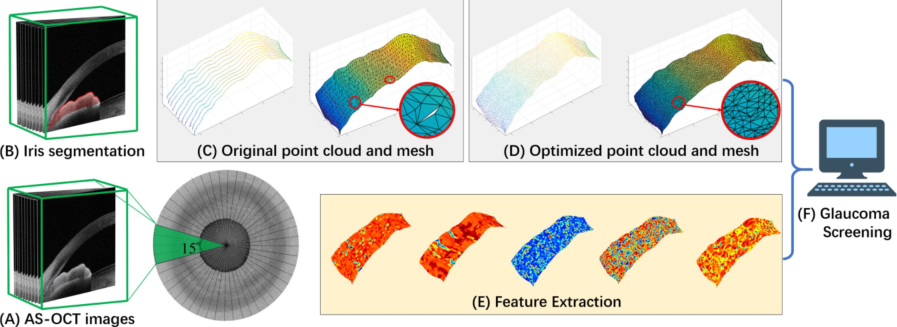 (B) Iris segmentation
(C) Original point cloud and mesh
(D) Optimized point cloud and mesh
(A) AS-OCT images
15°
(E) Feature Extraction
(F) Glaucoma
Screening